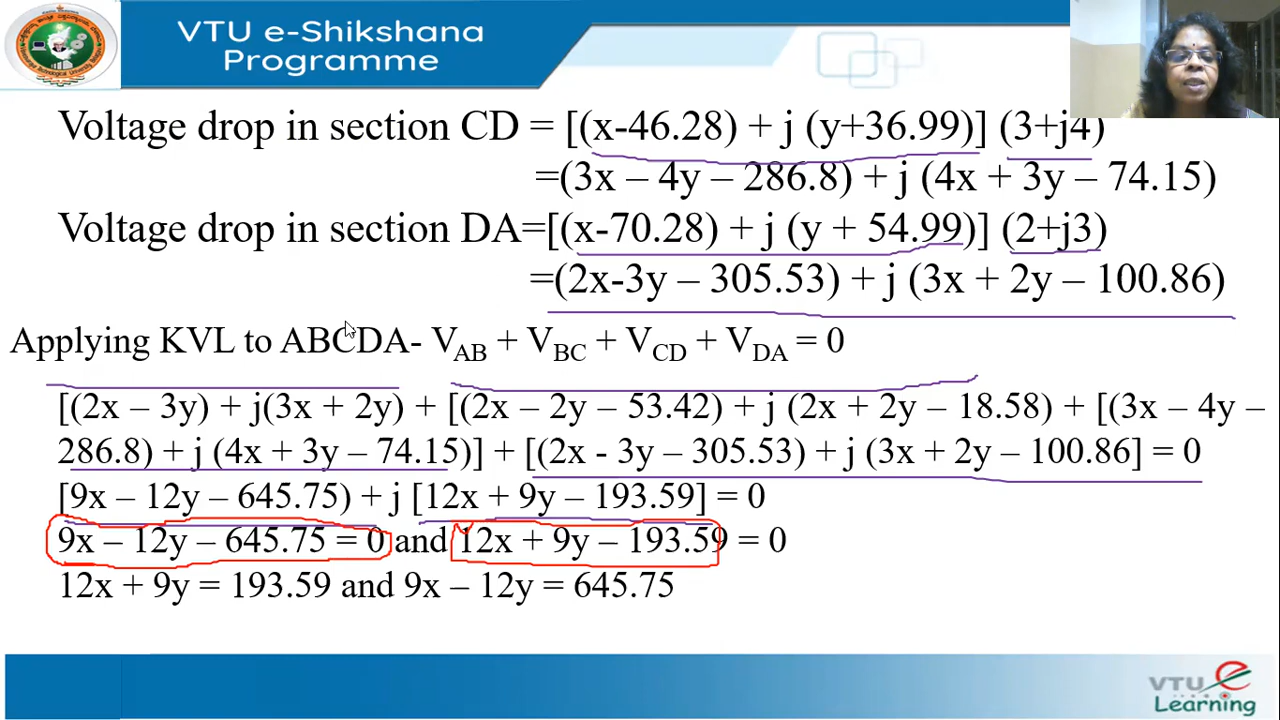 VTU e-Shikshana
Programme
Voltage drop in section CD = [(x-46.28) + j (y+36.99)] (3+j4)
=(3x – 4y – 286.8) + j (4x + 3y – 74.15)
Voltage drop in section DA=[(x-70.28) + j (y + 54.99)] (2+j3)
=(2x-3y – 305.53) + j (3x + 2y – 100.86)
Applying KVL to ABCDA- VAB + VBC + VCD + VDA = 0
[(2x – 3y) + j(3x + 2y) + [(2x – 2y – 53.42) + j (2x + 2y – 18.58) + [(3x – 4y –
286.8) + j (4x + 3y – 74.15)] + [(2x - 3y – 305.53) + j (3x + 2y – 100.86] = 0
[9x – 12y – 645.75) + j [12x + 9y – 193.59] = 0
9x – 12y – 645.75 = 0 and 12x + 9y – 193.59 = 0
12x + 9y = 193.59 and 9x – 12y = 645.75
VTU e
Learning